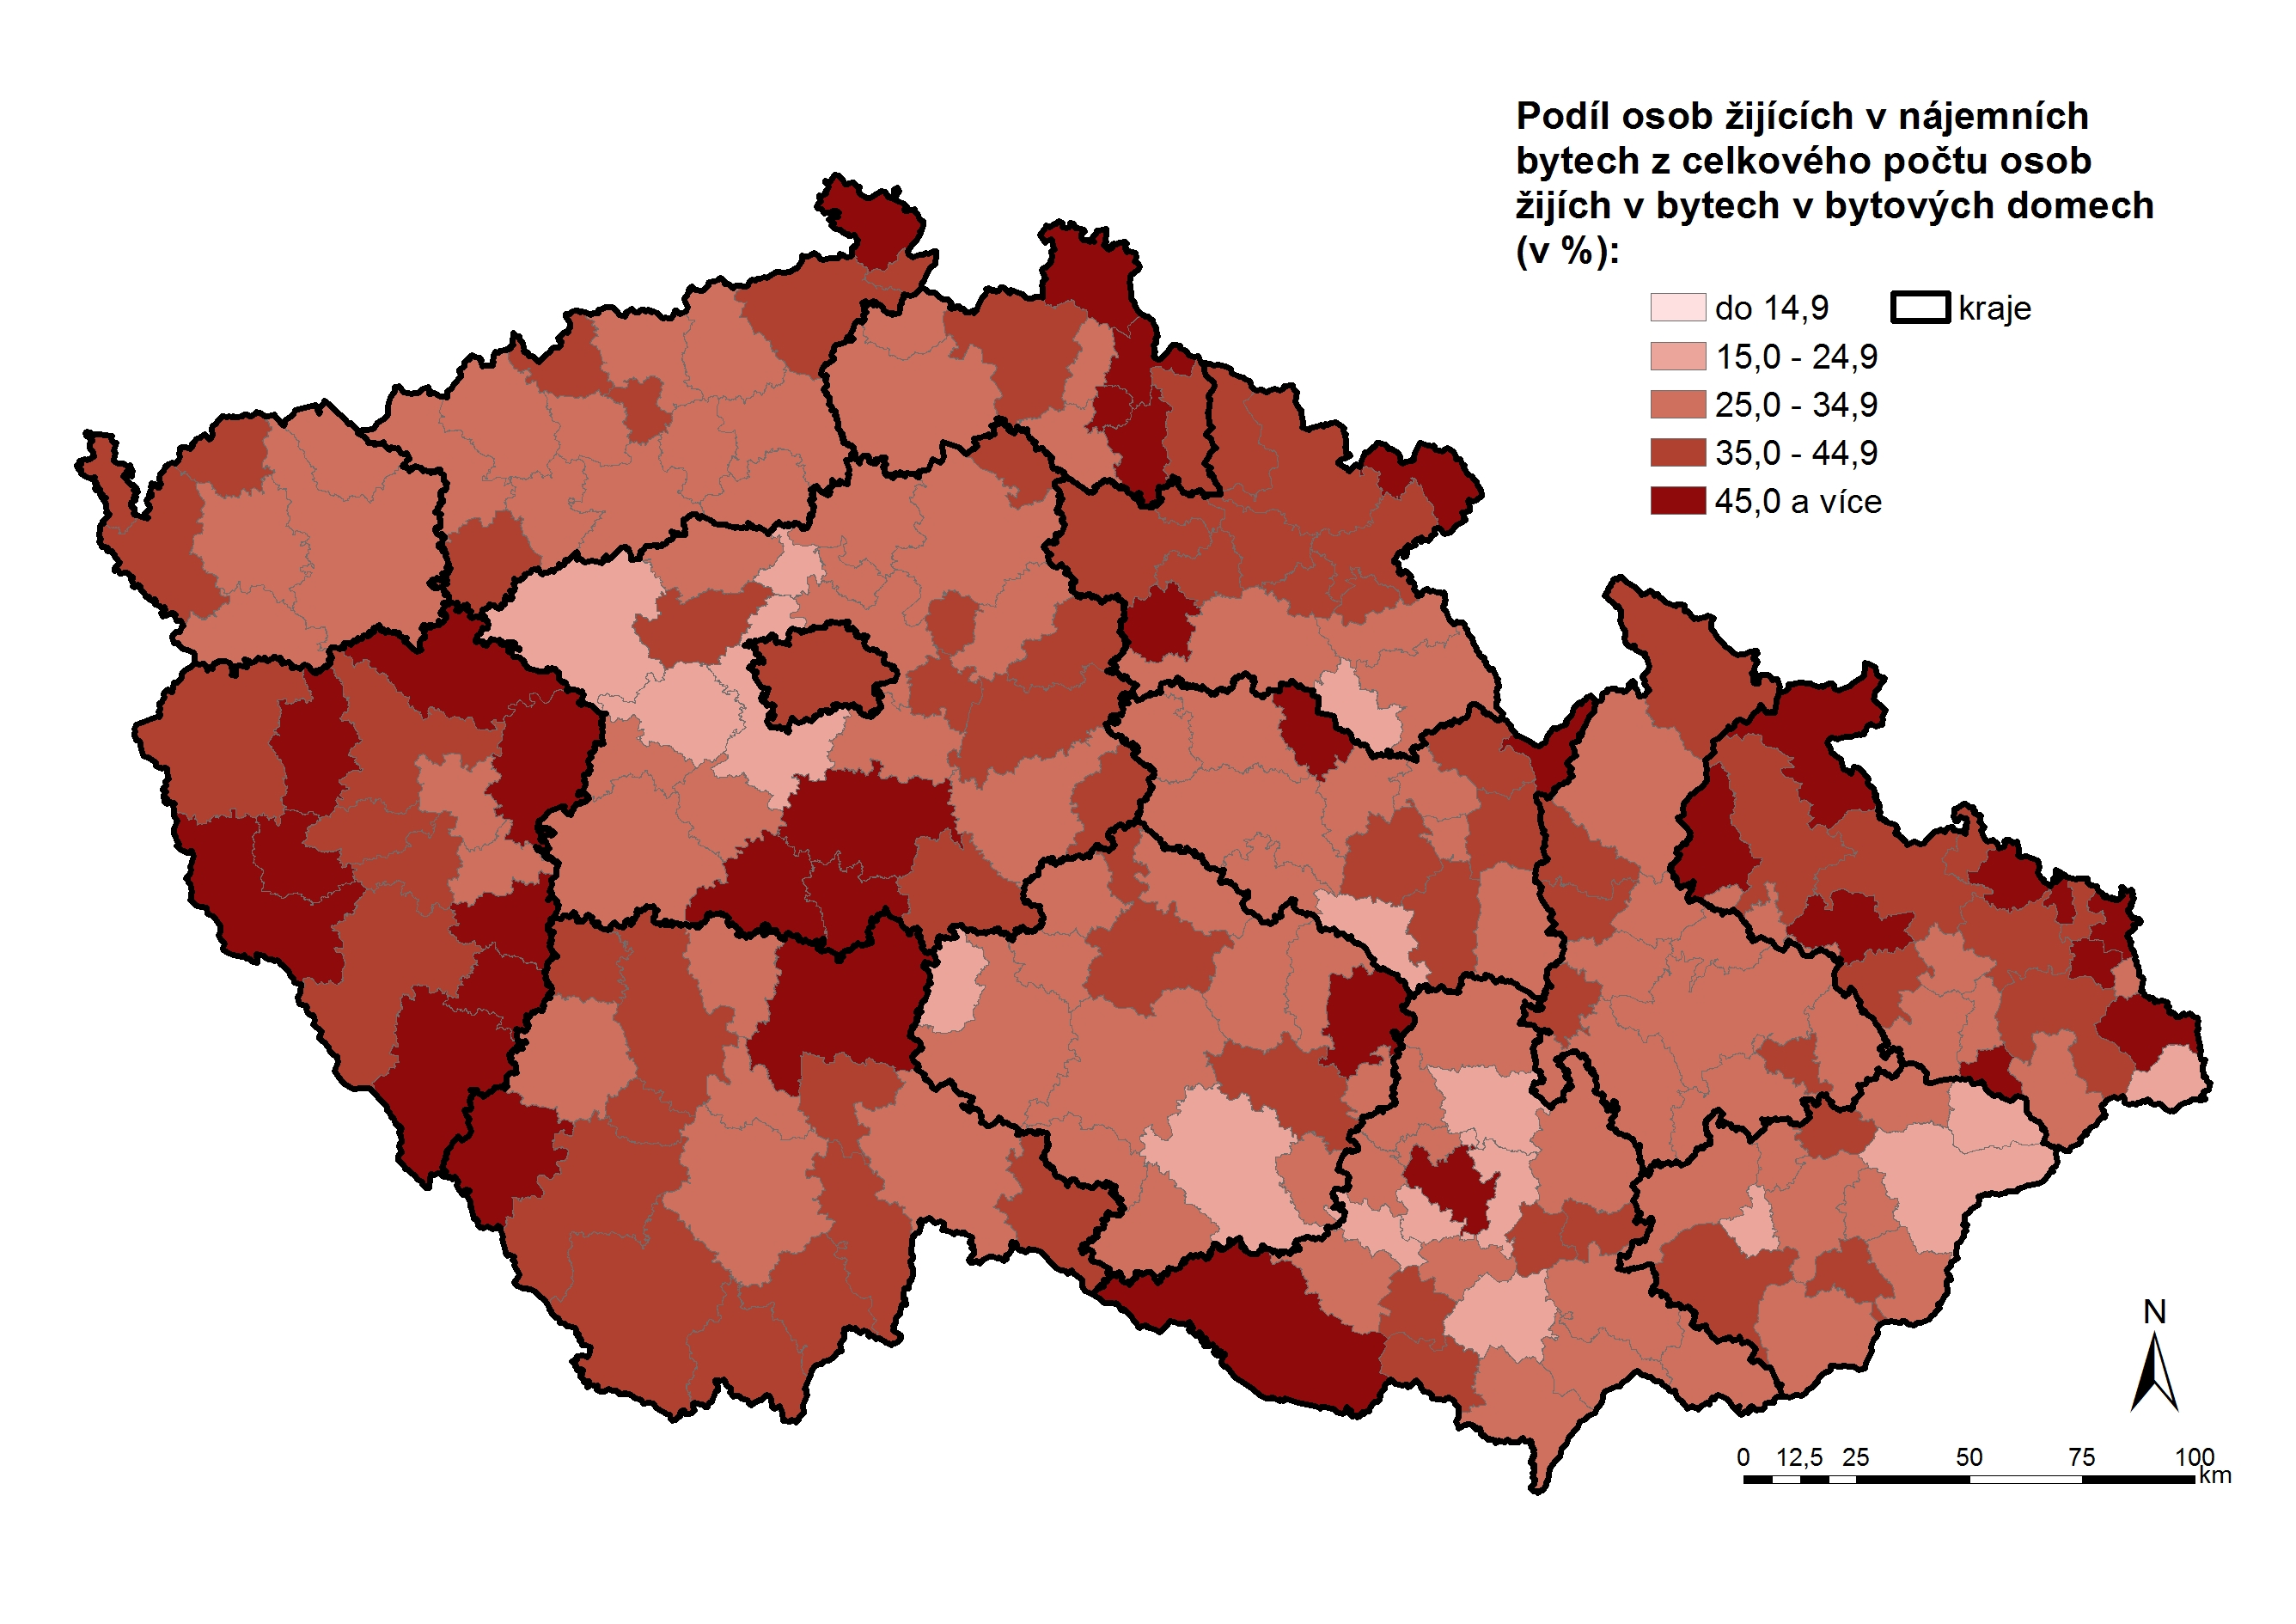 Podíl osob žijících v nájemních
bytech z celkového počtu osob
žijích v bytech v bytových domech
(v %):
do 14,9
kraje
15,0 - 24,9
25,0 - 34,9
35,0 - 44,9
45,0 a více
N
0 12,5 25 50 75 100
km